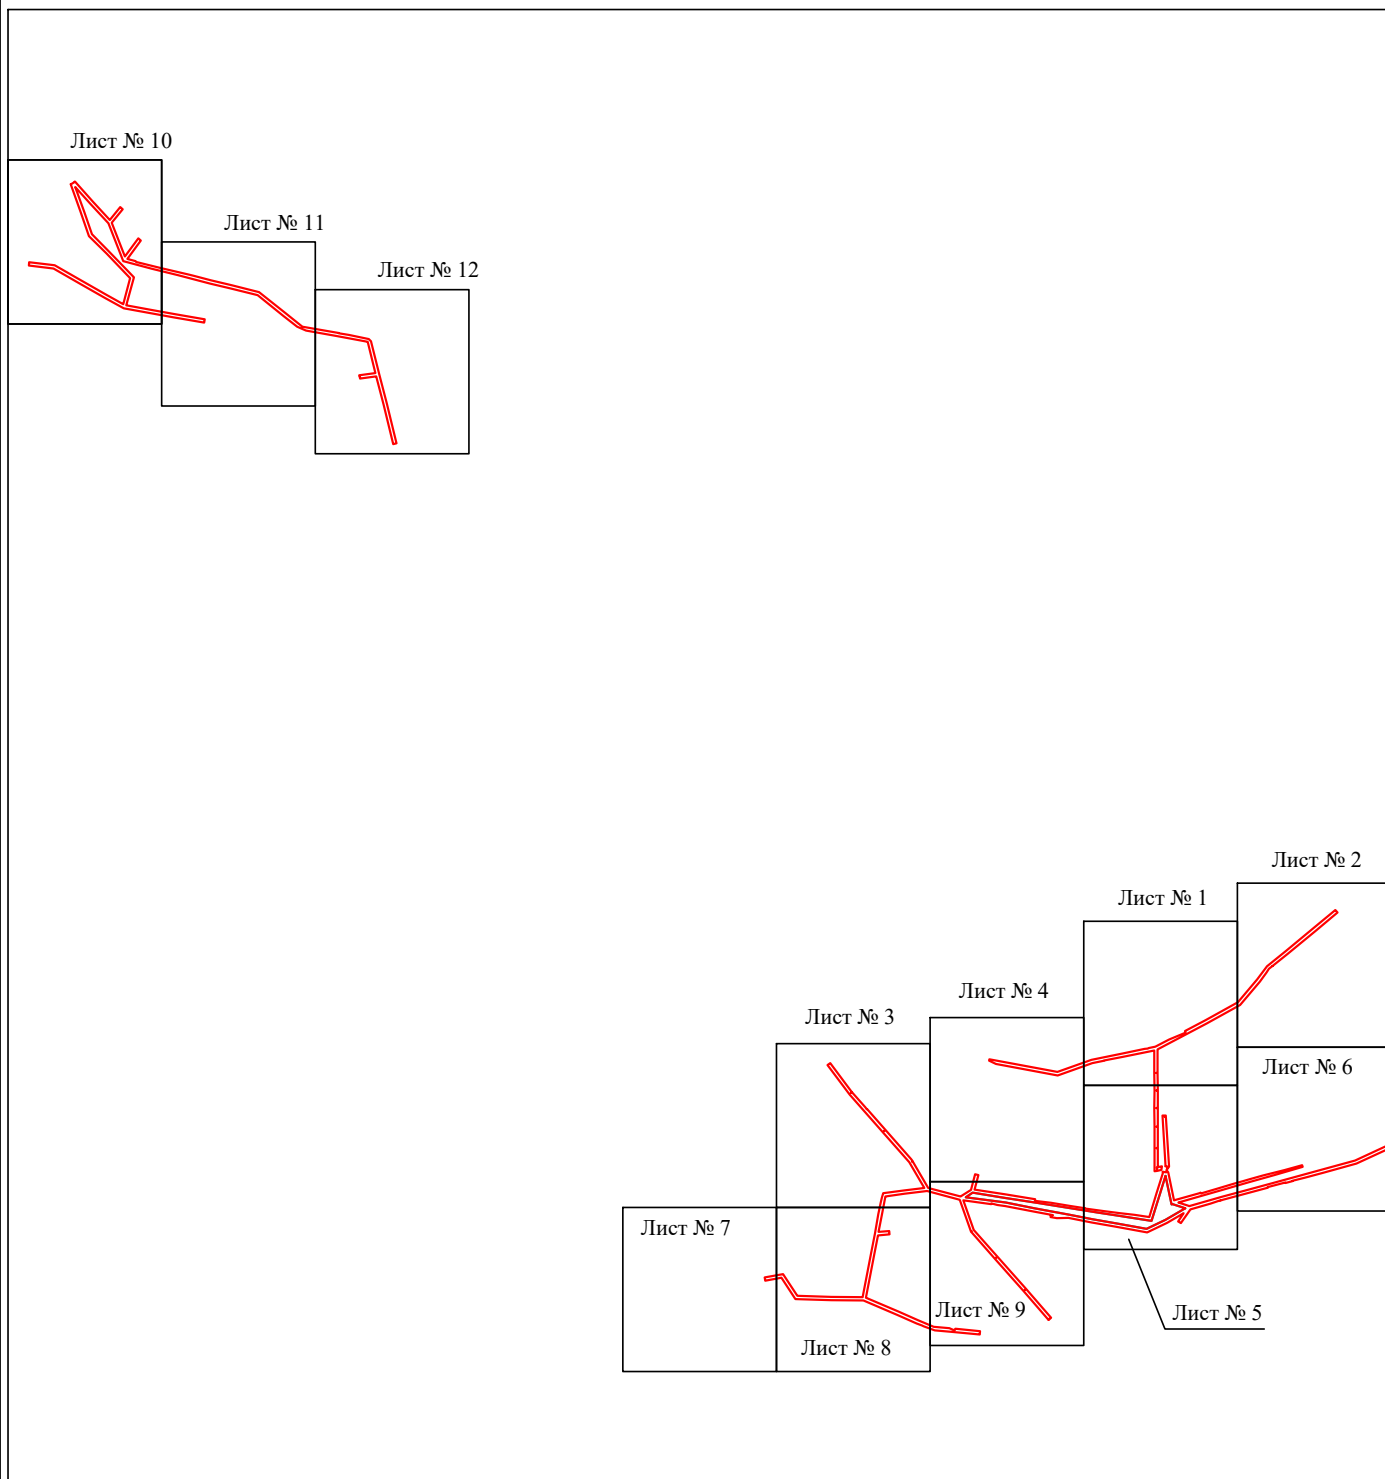 Лист № 10
Лист № 11
Лист № 12
Лист № 2
Лист № 1
Лист № 4
Лист № 3
Лист № 6
Лист № 7
Лист № 9
Лист № 5
Лист № 8